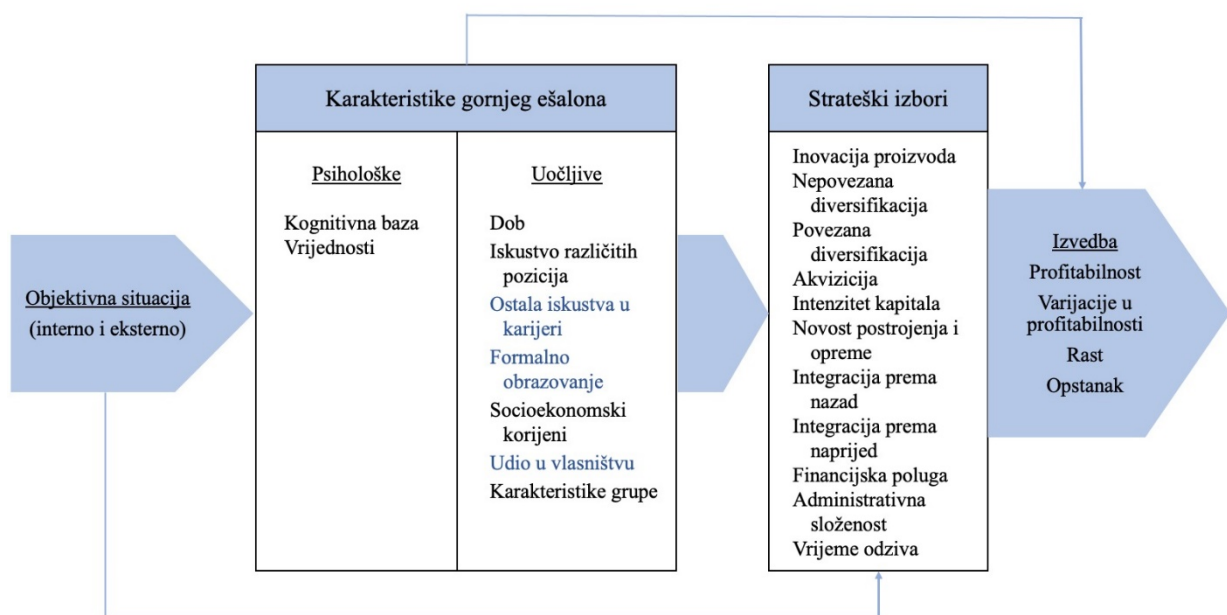 Objektivna situacija
(interno i eksterno)
Karakteristike gornjeg ešalona
Psihološke
Kognitivna baza
Vrijednosti
Uočljive
Dob
Iskustvo različitih
pozicija
Ostala iskustva u
karijeri
Formalno
obrazovanje
Socioekonomski
korijeni
Udio u vlasništvu
Karakteristike grupe
Strateški izbori
Inovacija proizvoda
Nepovezana
diversifikacija
Povezana
diversifikacija
Akvizicija
Intenzitet kapitala
Novost postrojenja i
opreme
Integracija prema
nazad
Integracija prema
naprijed
Financijska poluga
Administrativna
složenost
Vrijeme odziva
Izvedba
Profitabilnost
Varijacije u
profitabilnosti
Rast
Opstanak